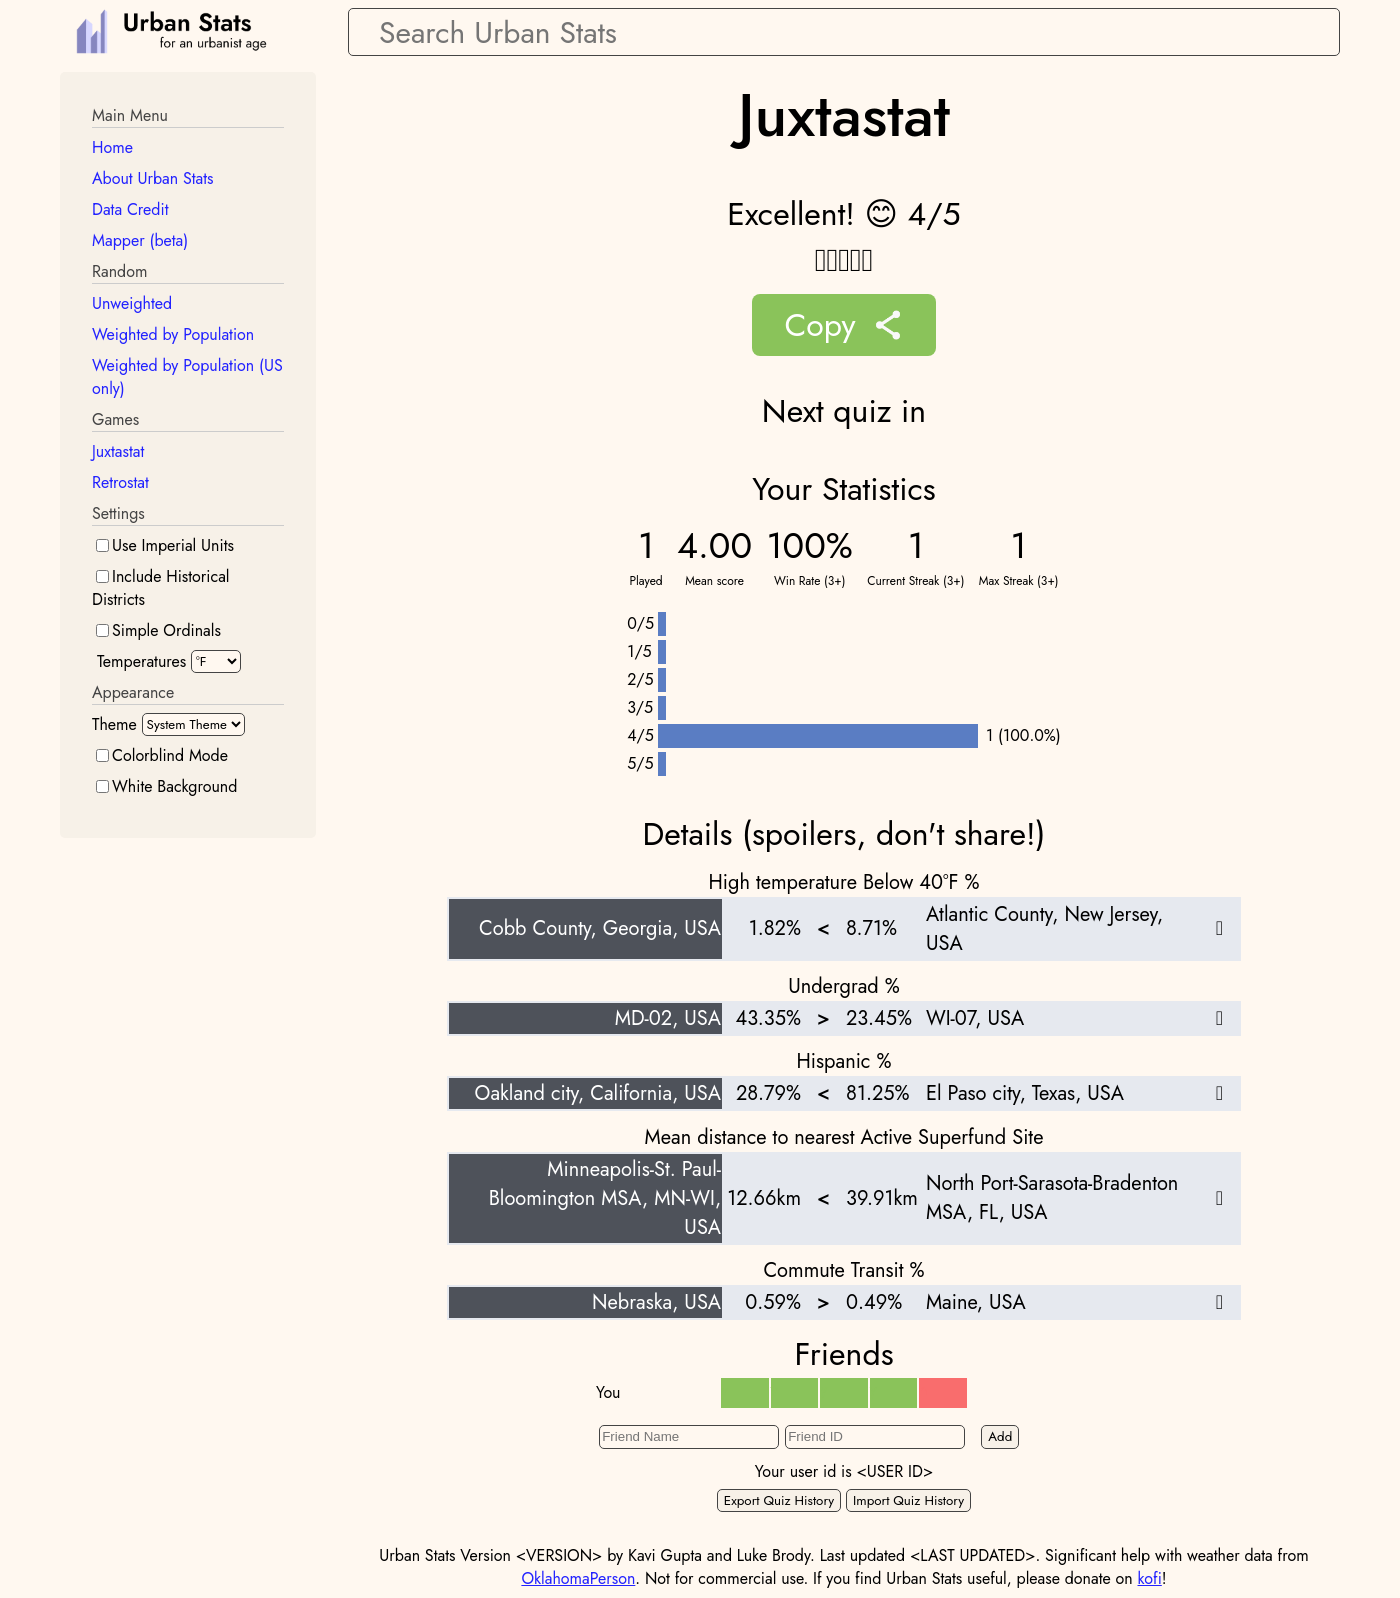 Urban Stats
for an urbanist age
Search Urban Stats
Main Menu
Home
About Urban Stats
Data Credit
Mapper (beta)
Random
Unweighted
Weighted by Population
Weighted by Population (US
only)
Games
Juxtastat
Retrostat
Settings
Use Imperial Units
Include Historical
Districts
Simple Ordinals
Temperatures °F
Appearance
Theme System Theme
Colorblind Mode
White Background
Juxtastat
Excellent! 😊 4/5
Copy
Next quiz in
Your Statistics
1 4.00 100% 1 1
Played Mean score Win Rate (3+) Current Streak (3+) Max Streak (3+)
0/5
1/5
2/5
3/5
4/5 1 (100.0%)
5/5
Details (spoilers, don't share!)
High temperature Below 40°F %
Cobb County, Georgia, USA 1.82% < 8.71% Atlantic County, New Jersey,
USA
Undergrad %
MD-02, USA 43.35% > 23.45% WI-07, USA
Hispanic %
Oakland city, California, USA 28.79% < 81.25% El Paso city, Texas, USA
Mean distance to nearest Active Superfund Site
Minneapolis-St. Paul-
Bloomington MSA, MN-WI,
USA
12.66km < 39.91km
North Port-Sarasota-Bradenton
MSA, FL, USA
Commute Transit %
Nebraska, USA 0.59% > 0.49% Maine, USA
Friends
You
Friend Name Friend ID Add
Your user id is <USER ID>
Export Quiz History Import Quiz History
Urban Stats Version <VERSION> by Kavi Gupta and Luke Brody. Last updated <LAST UPDATED>. Significant help with weather data from
OklahomaPerson. Not for commercial use. If you find Urban Stats useful, please donate on kofi!